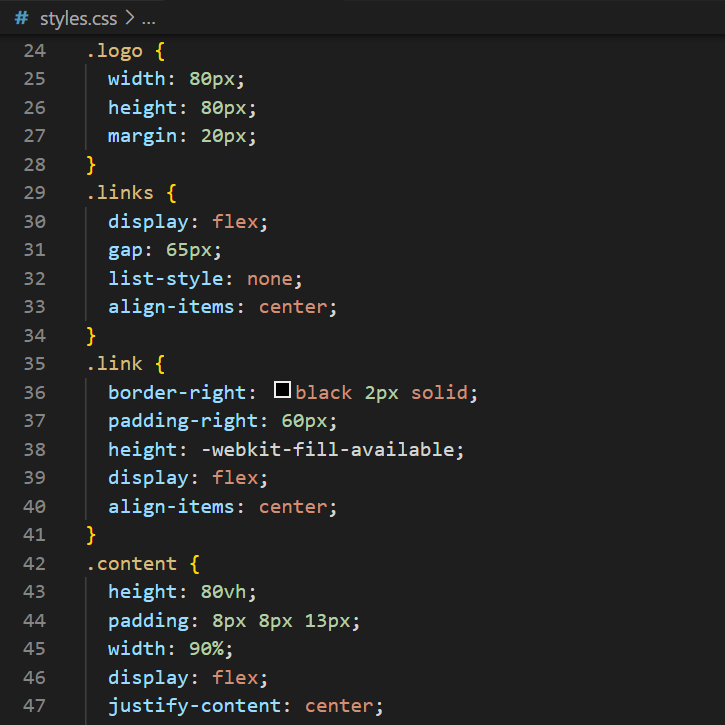 # styles.css > ...
24 .logo {
25 width: 80px;
26 height: 80px;
27 margin: 20px;
28 }
29 .links {
30 display: flex;
31 gap: 65px;
32 list-style: none;
33 align-items: center;
34 }
35 .link {
36 border-right: black 2px solid;
37 padding-right: 60px;
38 height: -webkit-fill-available;
39 display: flex;
40 align-items: center;
41 }
42 .content {
43 height: 80vh;
44 padding: 8px 8px 13px;
45 width: 90%;
46 display: flex;
47 justify-content: center;